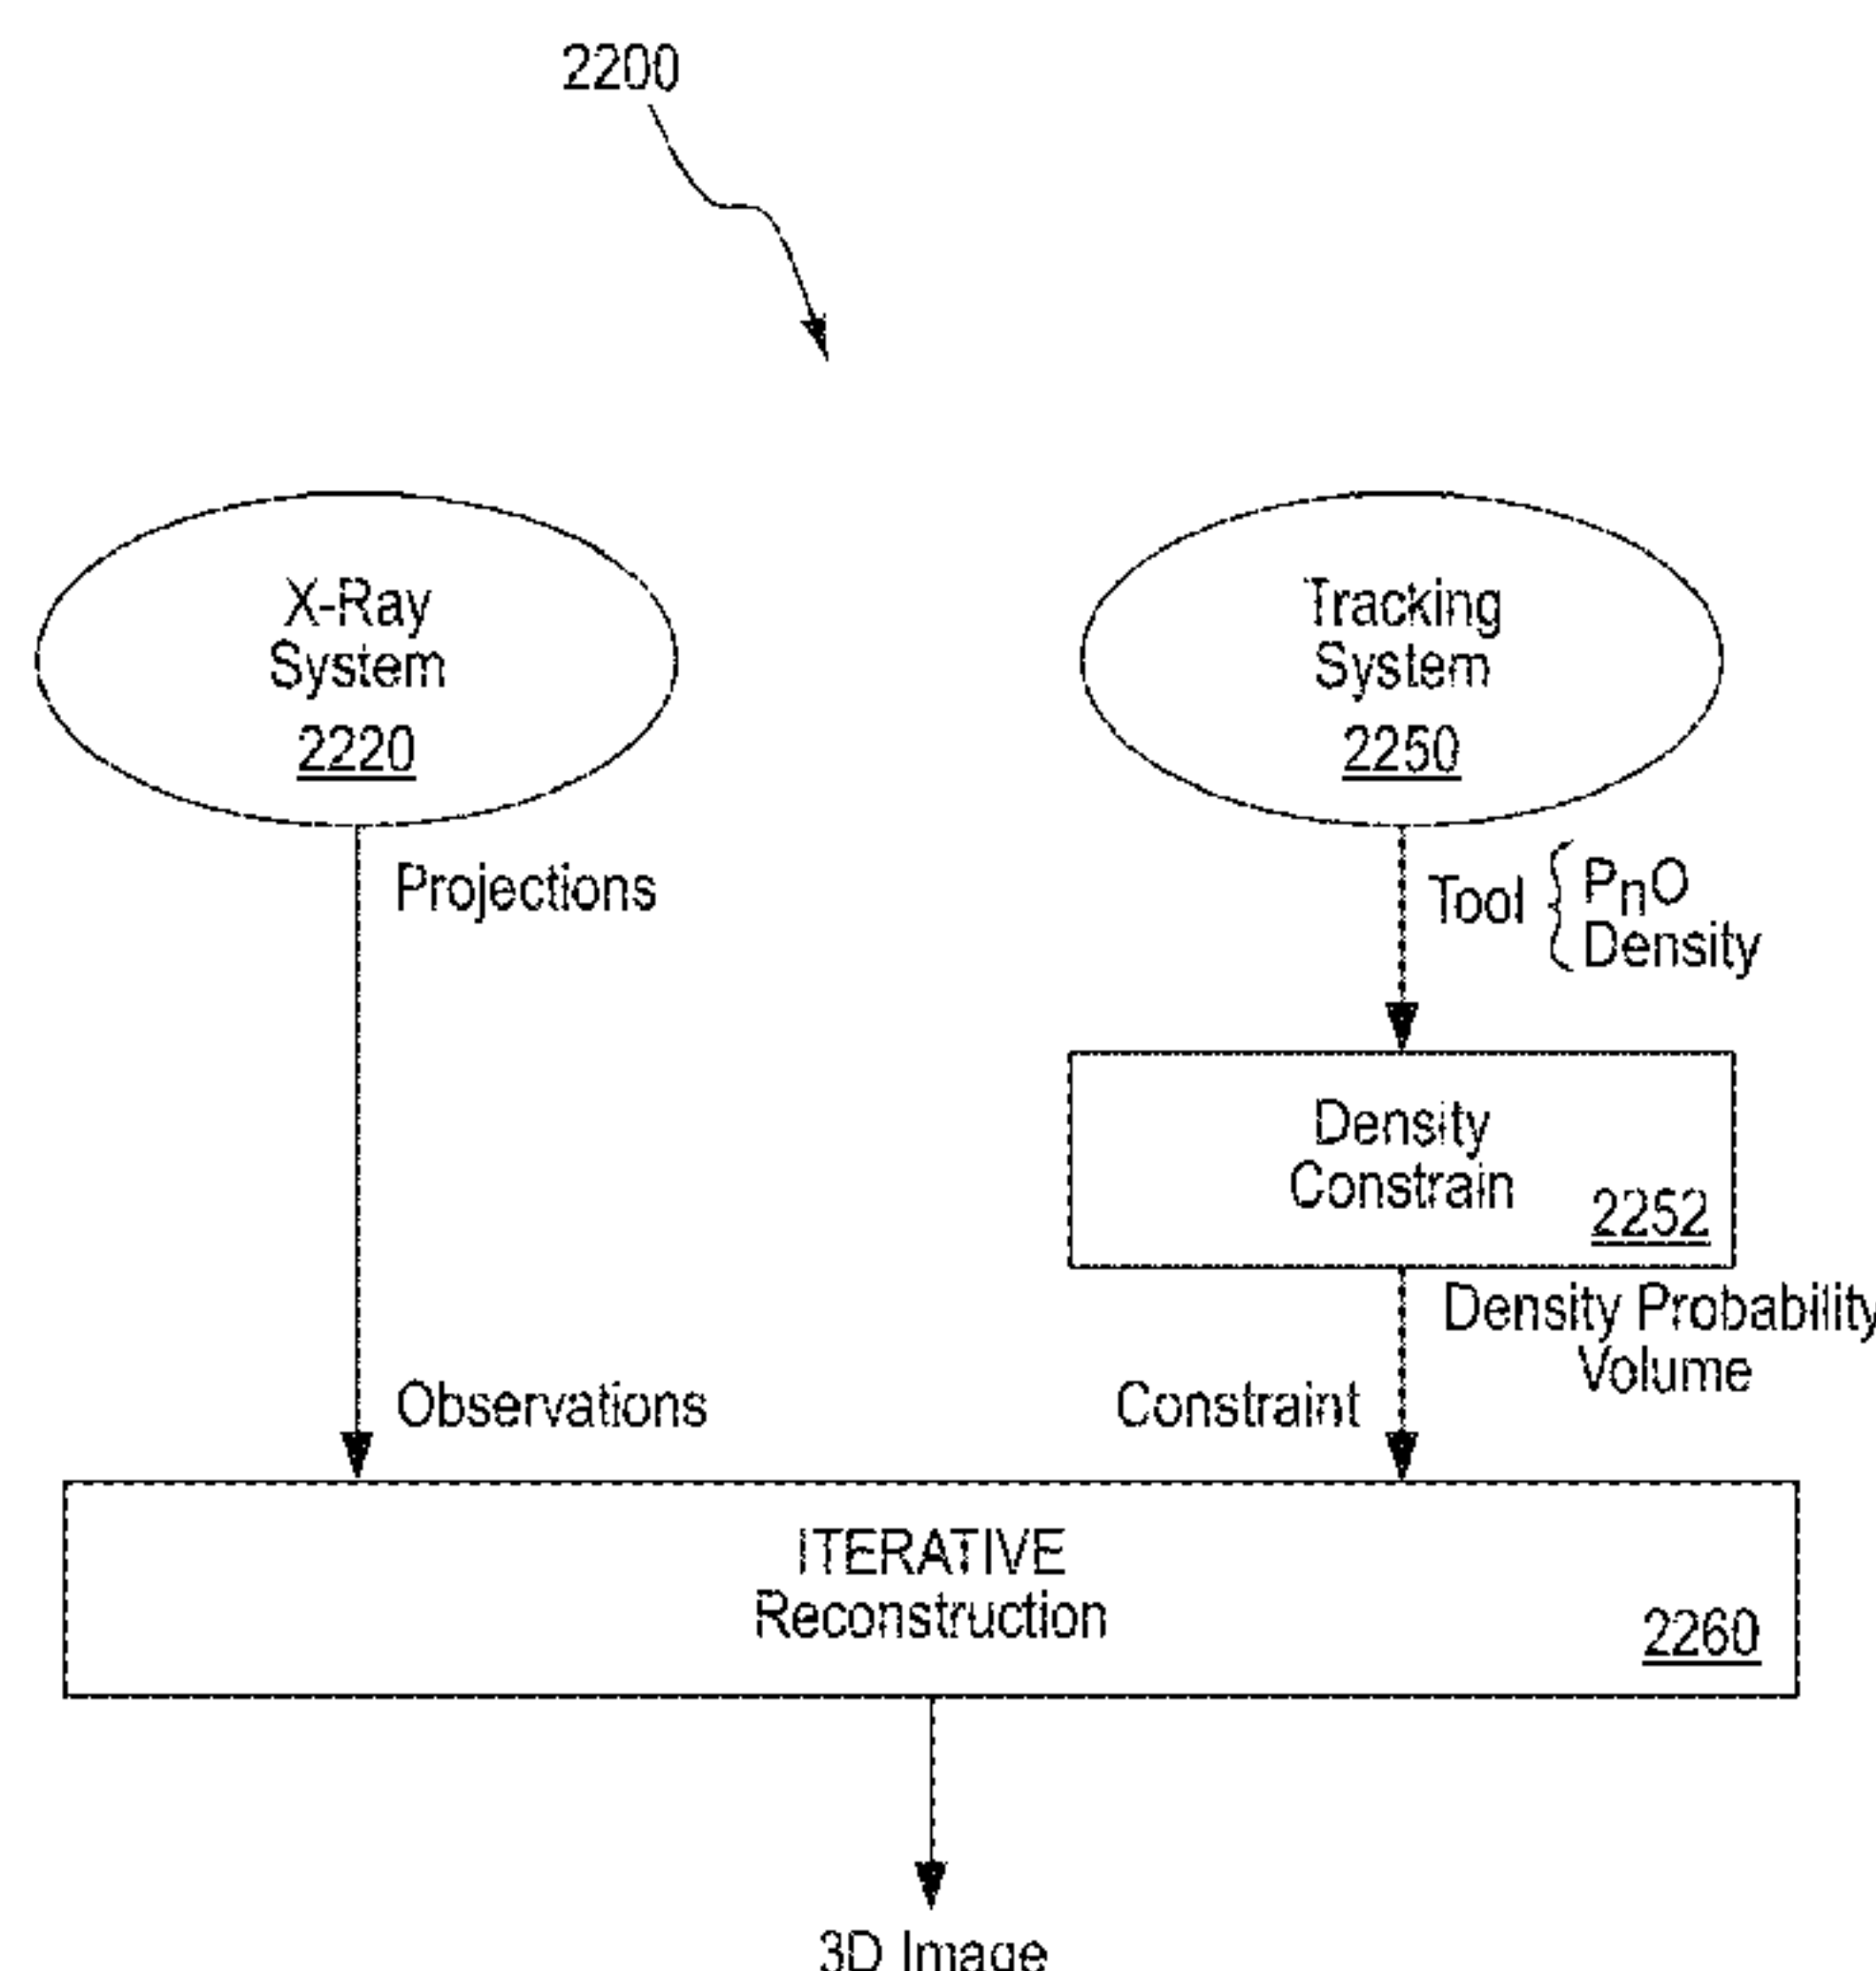 2200
X-Ray
System
2220
Tracking
System
2250
Projections
Tool { PnO
Density
Density
Constrain
2252
Density Probability
Volume
Observations
Constraint
ITERATIVE
Reconstruction
2260
3D Image